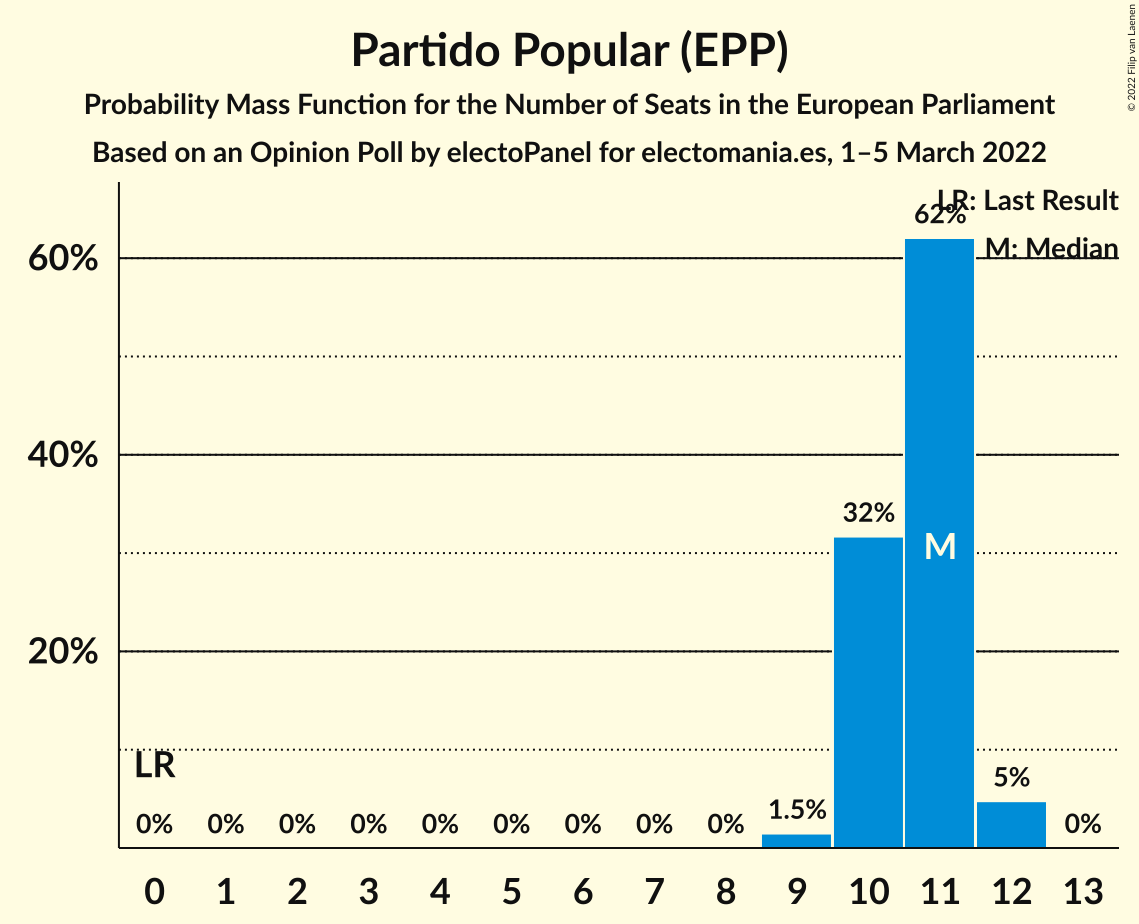 Partido Popular (EPP)
Probability Mass Function for the Number of Seats in the European Parliament
Based on an Opinion Poll by electoPanel for electomania.es, 1–5 March 2022
© 2022 Filip van Laenen
LR: Last Result
M: Median
60%
40%
20%
LR
0%
0%
0%
0%
0%
0%
0%
0%
0%
1.5%
32%
62%
M
5%
0%
0 1 2 3 4 5 6 7 8 9 10 11 12 13